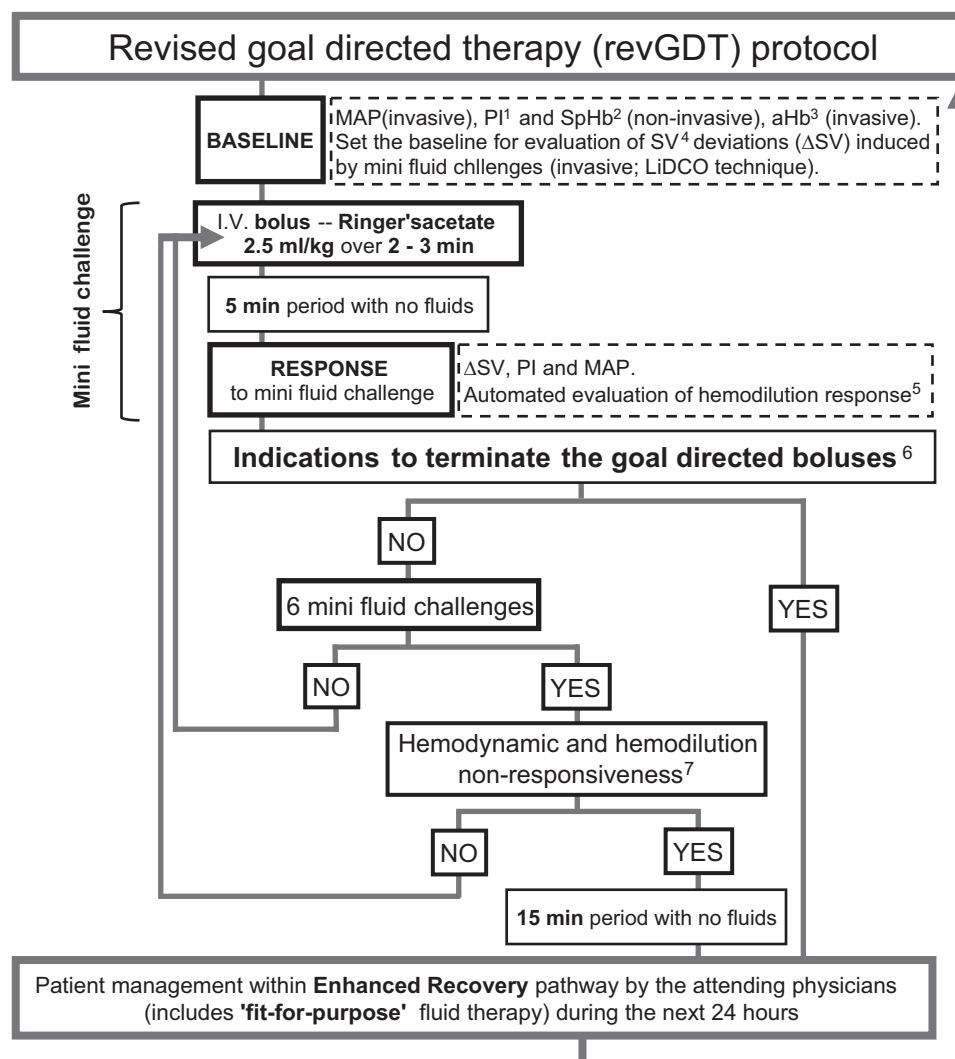 Revised goal directed therapy (revGDT) protocol
BASELINE
MAP(invasive), PI¹ and SpHb² (non-invasive), aHb³ (invasive).
Set the baseline for evaluation of SV⁴ deviations (ΔSV) induced
by mini fluid chllenges (invasive; LiDCO technique).
Mini fluid challenge
I.V. bolus -- Ringer'sacetate
2.5 ml/kg over 2 - 3 min
5 min period with no fluids
RESPONSE
to mini fluid challenge
ΔSV, PI and MAP.
Automated evaluation of hemodilution response⁵
Indications to terminate the goal directed boluses ⁶
NO
YES
6 mini fluid challenges
NO
YES
Hemodynamic and hemodilution
non-responsiveness⁷
NO
YES
15 min period with no fluids
Patient management within Enhanced Recovery pathway by the attending physicians
(includes 'fit-for-purpose' fluid therapy) during the next 24 hours